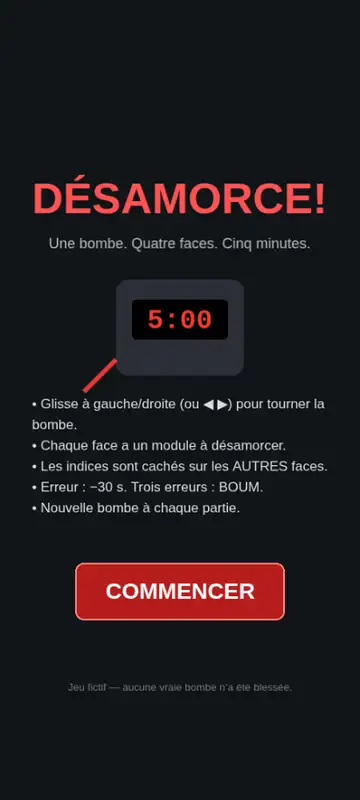 DÉSAMORCE!
Une bombe. Quatre faces. Cinq minutes.
5:00
• Glisse à gauche/droite (ou ◀ ▶) pour tourner la
bombe.
• Chaque face a un module à désamorcer.
• Les indices sont cachés sur les AUTRES faces.
• Erreur : −30 s. Trois erreurs : BOUM.
• Nouvelle bombe à chaque partie.
COMMENCER
Jeu fictif — aucune vraie bombe n'a été blessée.